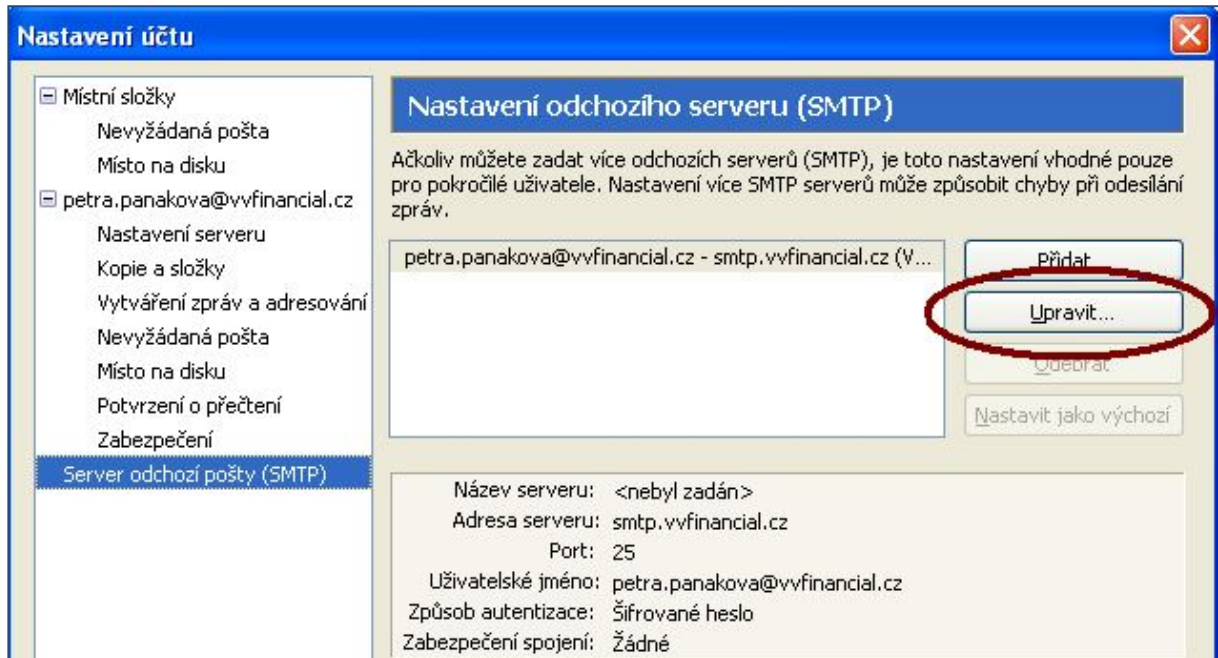 Nastavení účtu
Místní složky
Nevyžádaná pošta
Místo na disku
petra.panakova@vvfinancial.cz
Nastavení serveru
Kopie a složky
Vytváření zpráv a adresování
Nevyžádaná pošta
Místo na disku
Potvrzení o přečtení
Zabezpečení
Server odchozí pošty (SMTP)
Nastavení odchozího serveru (SMTP)
Ačkoliv můžete zadat více odchozích serverů (SMTP), je toto nastavení vhodné pouze
pro pokročilé uživatele. Nastavení více SMTP serverů může způsobit chyby při odesílání
zpráv.
petra.panakova@vvfinancial.cz - smtp.vvfinancial.cz (V...
Přidat
Upravit...
Odebrat
Nastavit jako výchozí
Název serveru: <nebyl zadán>
Adresa serveru: smtp.vvfinancial.cz
Port: 25
Uživatelské jméno: petra.panakova@vvfinancial.cz
Způsob autentizace: Šifrované heslo
Zabezpečení spojení: Žádné